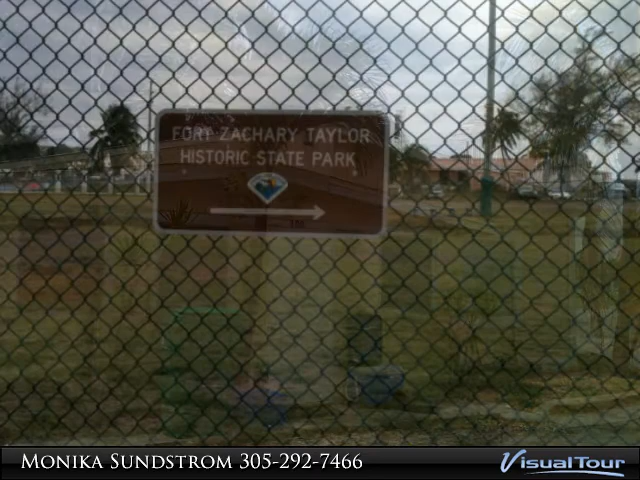 FORT ZACHARY TAYLOR
HISTORIC STATE PARK
MONIKA SUNDSTROM 305-292-7466
VISUALTOUR